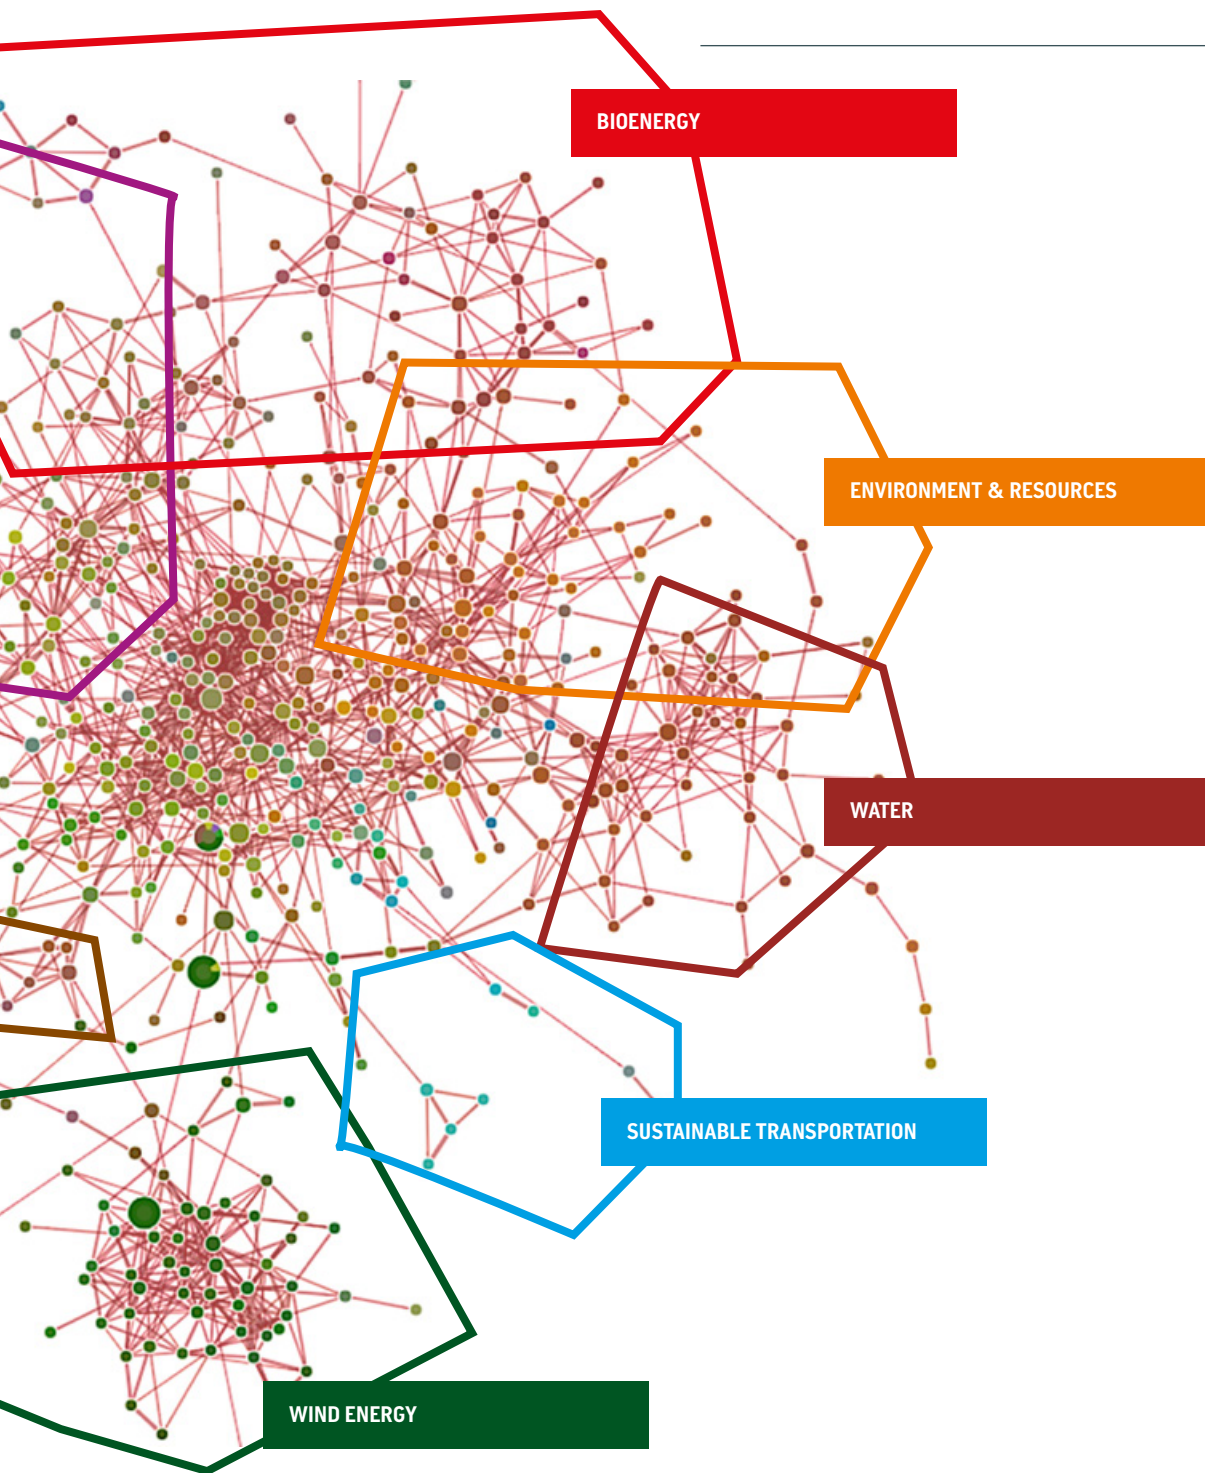 BIOENERGY
ENVIRONMENT & RESOURCES
WATER
SUSTAINABLE TRANSPORTATION
WIND ENERGY